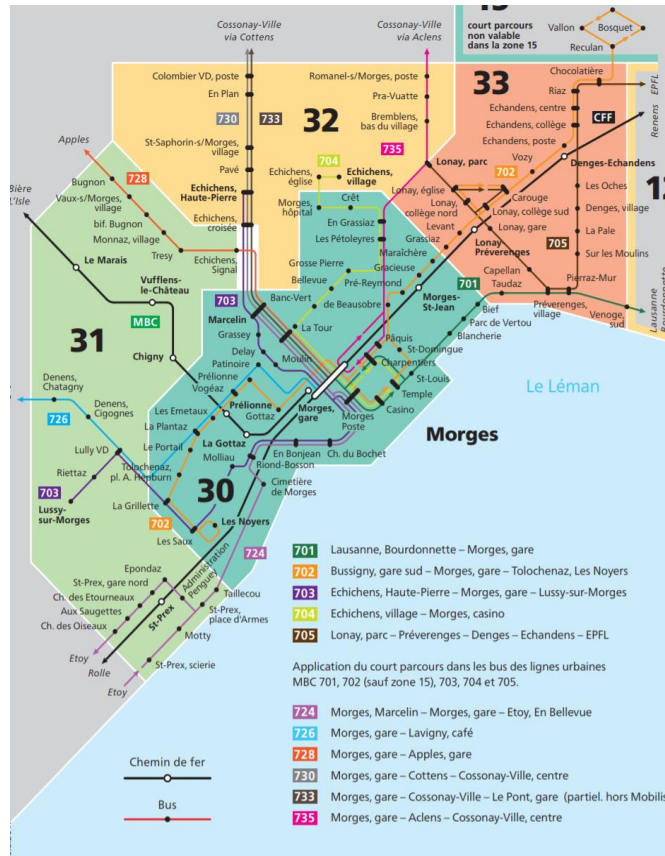 Cossonay-Ville
via Cottens
Cossonay-Ville
via Aclens
court parcours
non valable
dans la zone 15
Vallon
Bosquet
Reculan
Chocolatière
Colombier VD, poste
En Plan
730
733
32
Romanel-s/Morges, poste
Pra-Vuatte
Bremblens,
bas du village
735
33
Riaz
EPFL
Echandens, centre
Echandens, collège
CFF
Renens
Echandens, poste
Apples
728
St-Saphorin-s/Morges,
village
Pavé
Echichens,
Haute-Pierre
Echichens,
croisée
704
Echichens,
église
Echichens,
village
Morges,
hôpital
Crêt
En Grassiaz
Les Pétoleyres
Lonay, parc
Vozy
702
Denges-Echandens
Lonay, église
Lonay,
collège nord
Carouge
Lonay, collège sud
Lonay, gare
Les Oches
Denges, village
La Pale
Sur les Moulins
Levant
Grassiaz
Lonay-
Préverenges
705
Bière
L'Isle
Bugnon
Vaux-s/Morges,
village
bif. Bugnon
Monnaz, village
Tresy
Echichens,
Signal
Le Marais
Vufflens-
le-Château
MBC
Chigny
31
Maraîchère
Gracieuse
Pré-Reymond
Grosse Pierre
Bellevue
de Beausobre
Banc-Vert
La Tour
703
Marcelin
Grassey
Delay
Moulin
Patinoire
Morges-
St-Jean
701
Capellan
Taudaz
Pierraz-Mur
Préverenges,
village
Venoge,
sud
Lausanne
Bourdonnette
Bief
Parc de Vertou
Blancherie
Pâquis
St-Domingue
Charpentiers
St-Louis
Temple
Casino
Le Léman
Denens,
Chatagny
726
Denens,
Cigognes
Prélionne
Vogéaz
Prélionne
Gottaz
Morges,
gare
Morges
Poste
Morges
Les Emetaux
La Plantaz
La Gottaz
Le Portail
Lully VD
Riettaz
Tolochenaz,
pl. A. Hepburn
Molliau
En Bonjean
Ch. du Bochet
Riond-Bosson
Cimetière
de Morges
30
703
Lussy-
sur-Morges
La Grillette
702
Les Noyers
Les Saux
724
Epondaz
Administration
Penguey
St-Prex, gare nord
Ch. des Etourneaux
Aux Saugettes
Ch. des Oiseaux
St-Prex
Taillecou
St-Prex,
place d'Armes
Motty
Etoy
Rolle
Etoy
St-Prex, scierie
701 Lausanne, Bourdonnette – Morges, gare
702 Bussigny, gare sud – Morges, gare – Tolochenaz, Les Noyers
703 Echichens, Haute-Pierre – Morges, gare – Lussy-sur-Morges
704 Echichens, village – Morges, casino
705 Lonay, parc – Préverenges – Denges – Echandens – EPFL
Application du court parcours dans les bus des lignes urbaines
MBC 701, 702 (sauf zone 15), 703, 704 et 705.
724 Morges, Marcelin – Morges, gare – Etoy, En Bellevue
726 Morges, gare – Lavigny, café
728 Morges, gare – Apples, gare
730 Morges, gare – Cottens – Cossonay-Ville, centre
733 Morges, gare – Cossonay-Ville – Le Pont, gare (partiel. hors Mobilis
735 Morges, gare – Aclens – Cossonay-Ville, centre
Chemin de fer
Bus